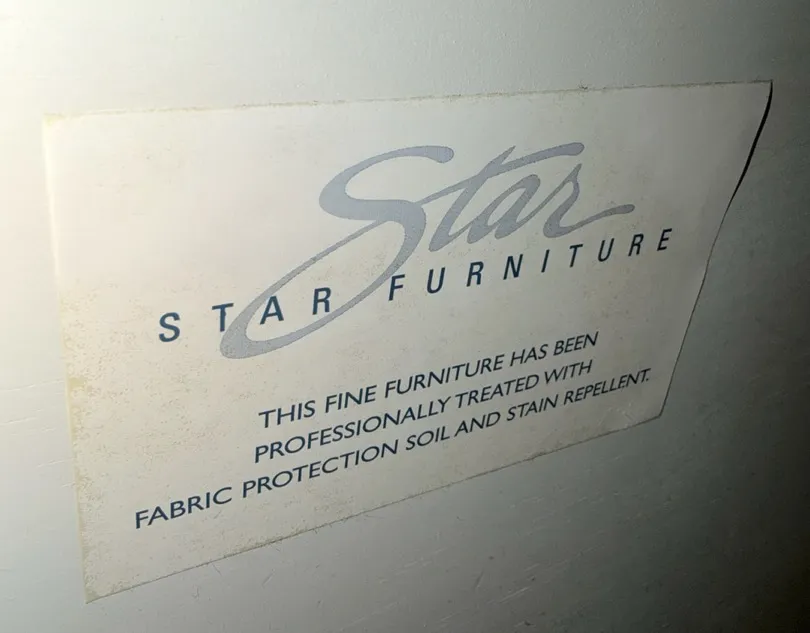 Star
STAR FURNITURE
THIS FINE FURNITURE HAS BEEN
PROFESSIONALLY TREATED WITH
FABRIC PROTECTION SOIL AND STAIN REPELLENT.